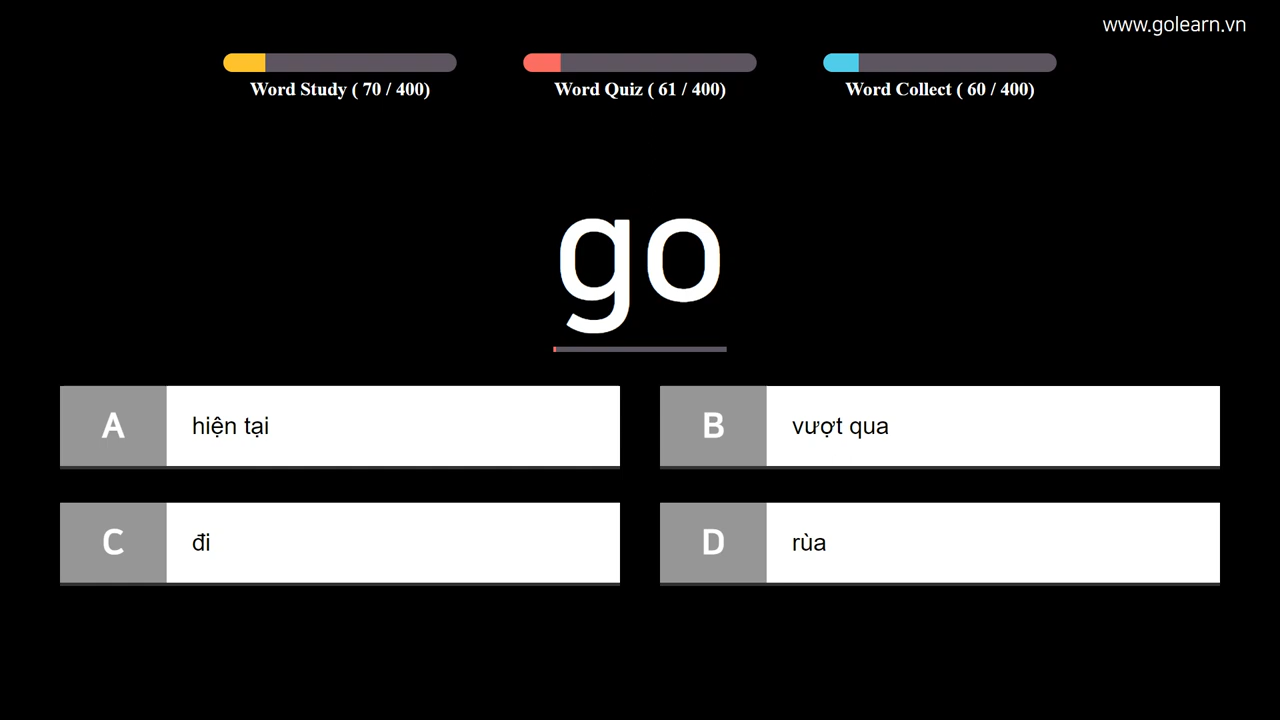 www.golearn.vn
Word Study ( 70 / 400)
Word Quiz ( 61 / 400)
Word Collect ( 60 / 400)
go
A hiện tại
B vượt qua
C đi
D rùa